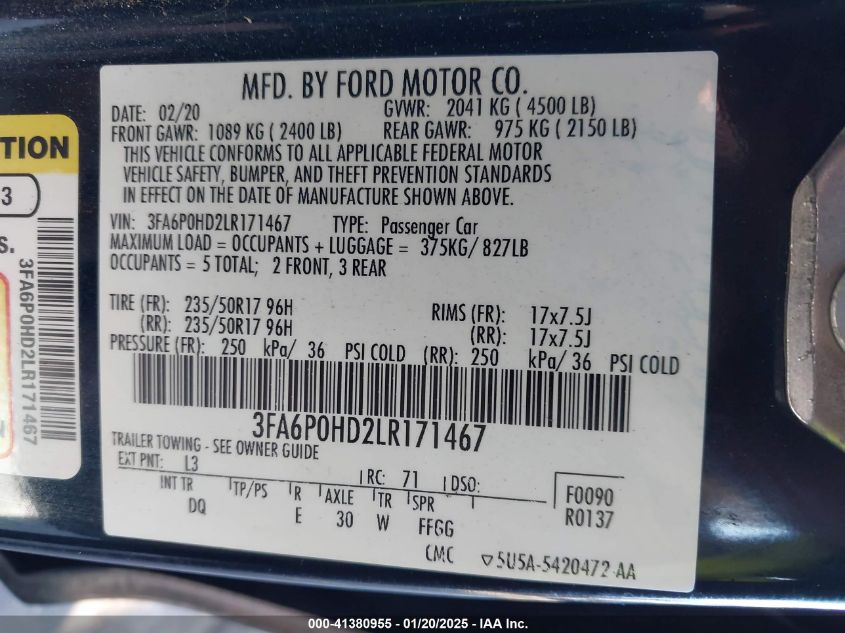 MFD. BY FORD MOTOR CO.
DATE: 02/20 GVWR: 2041 KG ( 4500 LB)
FRONT GAWR: 1089 KG ( 2400 LB) REAR GAWR: 975 KG ( 2150 LB)
THIS VEHICLE CONFORMS TO ALL APPLICABLE FEDERAL MOTOR
VEHICLE SAFETY, BUMPER, AND THEFT PREVENTION STANDARDS
IN EFFECT ON THE DATE OF MANUFACTURE SHOWN ABOVE.
VIN: 3FA6P0HD2LR171467 TYPE: Passenger Car
MAXIMUM LOAD = OCCUPANTS + LUGGAGE = 375KG/ 827LB
OCCUPANTS = 5 TOTAL; 2 FRONT, 3 REAR
TIRE (FR): 235/50R17 96H RIMS (FR): 17x7.5J
(RR): 235/50R17 96H (RR): 17x7.5J
PRESSURE (FR): 250 kPa/ 36 PSI COLD (RR): 250 kPa/ 36 PSI COLD
3FA6P0HD2LR171467
TRAILER TOWING - SEE OWNER GUIDE
EXT PNT: L3 RC: 71 DSO:
INT TR TP/PS R AXLE TR SPR F0090
DQ E 30 W FFGG R0137
CMC ▽5U5A-5420472-AA
TION
3
S.
3FA6P0HD2LR171467
000-41380955 - 01/20/2025 - IAA Inc.